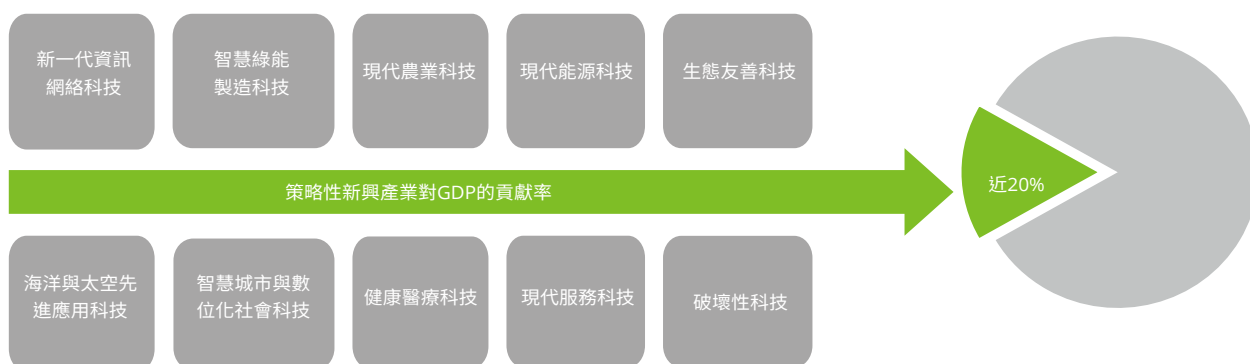 新一代資訊
網絡科技
智慧綠能
製造科技
現代農業科技
現代能源科技
生態友善科技
策略性新興產業對GDP的貢獻率
近20%
海洋與太空先
進應用科技
智慧城市與數
位化社會科技
健康醫療科技
現代服務科技
破壞性科技